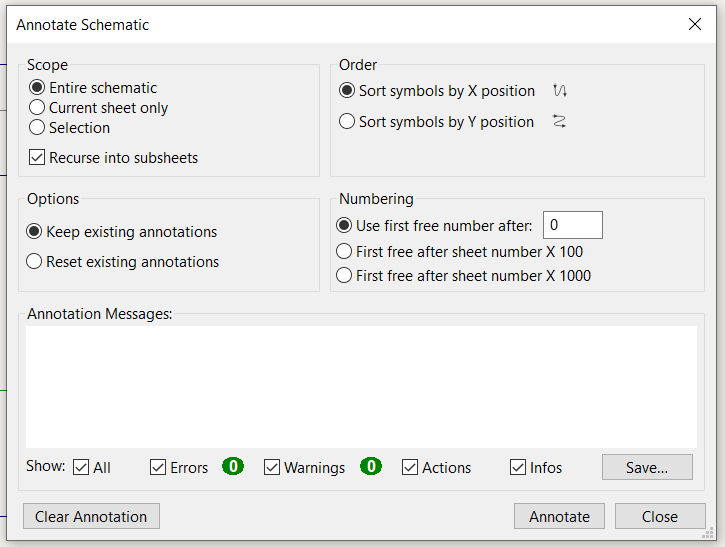 Annotate Schematic
Scope
Entire schematic
Current sheet only
Selection
Recurse into subsheets
Order
Sort symbols by X position
Sort symbols by Y position
Options
Keep existing annotations
Reset existing annotations
Numbering
Use first free number after: 0
First free after sheet number X 100
First free after sheet number X 1000
Annotation Messages:
Show: All Errors 0 Warnings 0 Actions Infos Save...
Clear Annotation Annotate Close